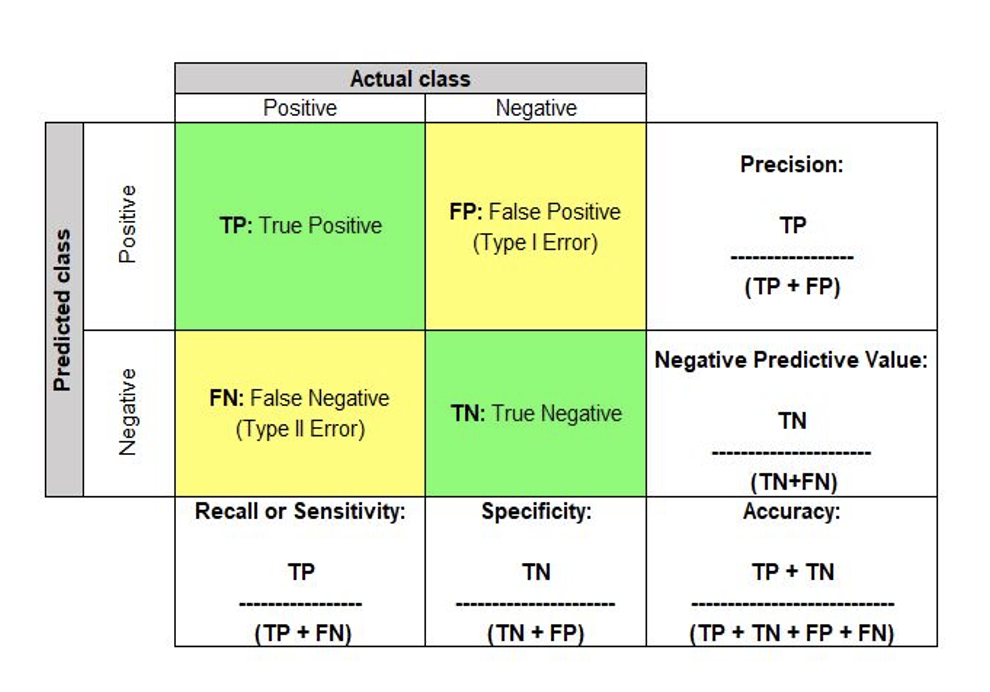 Actual class
Positive
Negative
Predicted class
Positive
TP: True Positive
FP: False Positive
(Type I Error)
Precision:
TP
-----------------
(TP + FP)
Negative
FN: False Negative
(Type II Error)
TN: True Negative
Negative Predictive Value:
TN
----------------------
(TN+FN)
Recall or Sensitivity:
TP
-----------------
(TP + FN)
Specificity:
TN
----------------------
(TN + FP)
Accuracy:
TP + TN
----------------------------
(TP + TN + FP + FN)